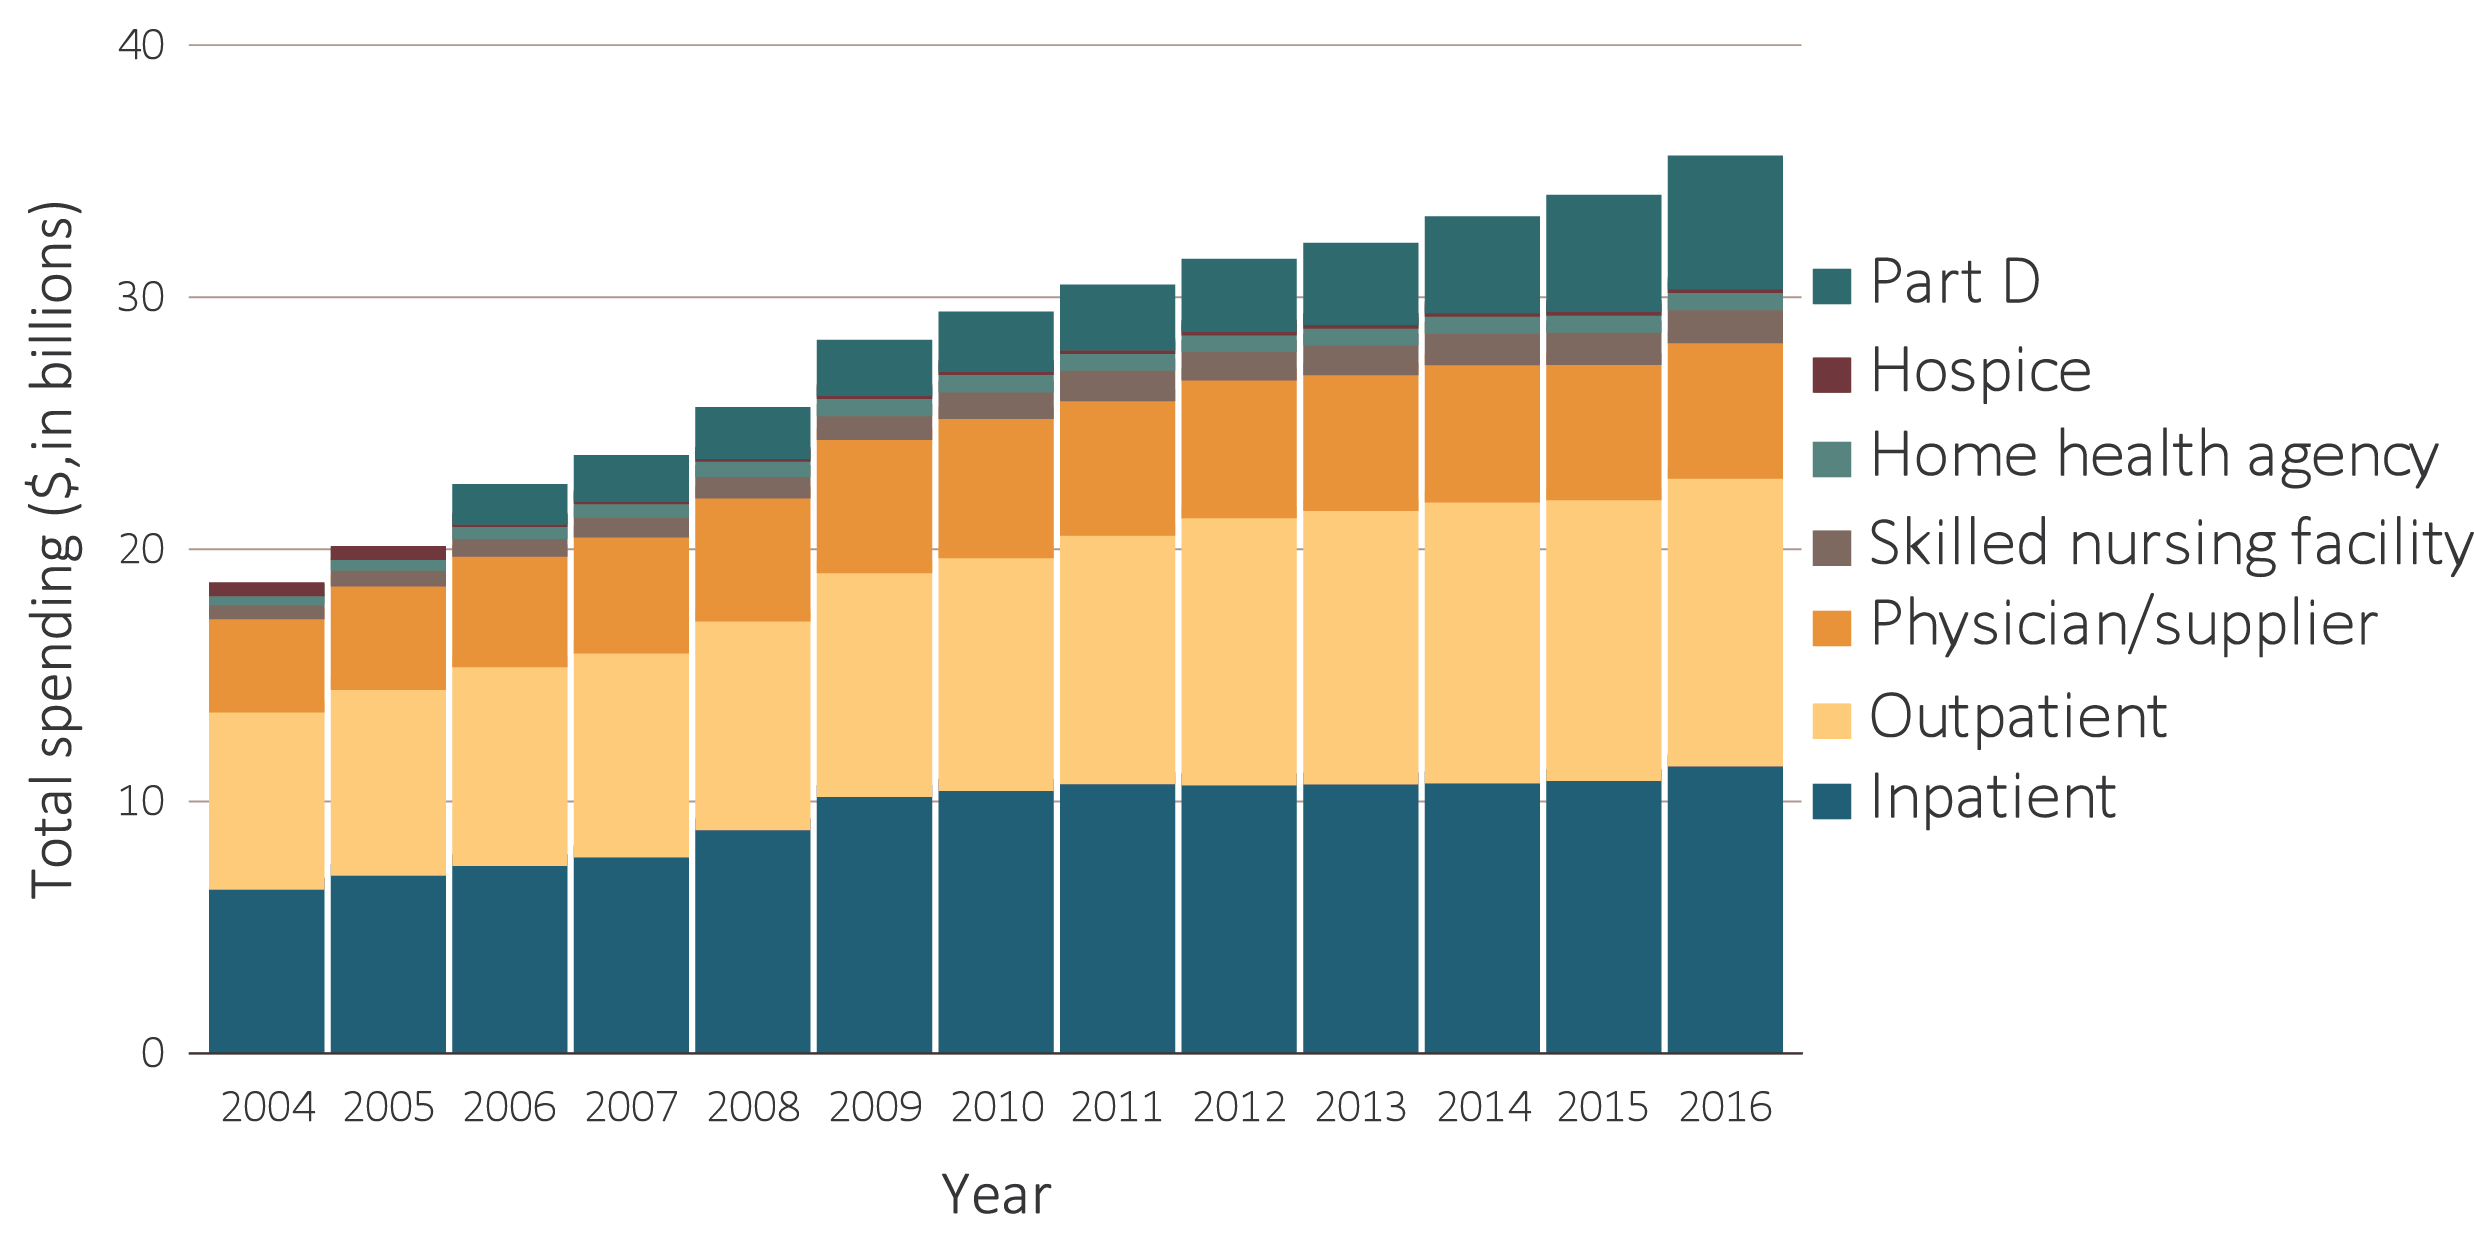 Total spending ($,in billions)
40
30
20
10
0
2004 2005 2006 2007 2008 2009 2010 2011 2012 2013 2014 2015 2016
Year
Part D
Hospice
Home health agency
Skilled nursing facility
Physician/supplier
Outpatient
Inpatient